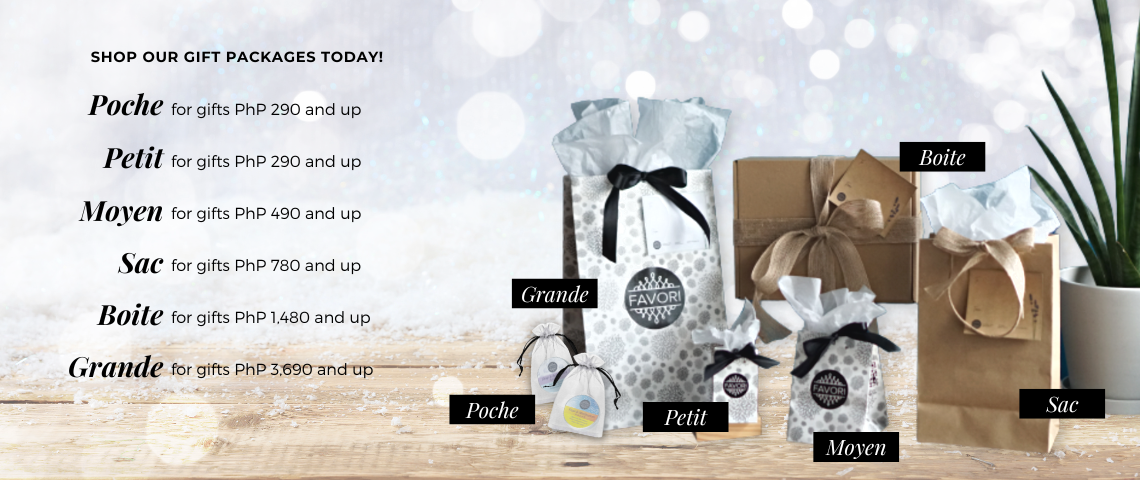 SHOP OUR GIFT PACKAGES TODAY!
Poche for gifts PhP 290 and up
Petit for gifts PhP 290 and up
Moyen for gifts PhP 490 and up
Sac for gifts PhP 780 and up
Boite for gifts PhP 1,480 and up
Grande for gifts PhP 3,690 and up
Boite
Grande
FAVORI
FAVORI
FAVORI
Poche
Petit
Sac
Moyen